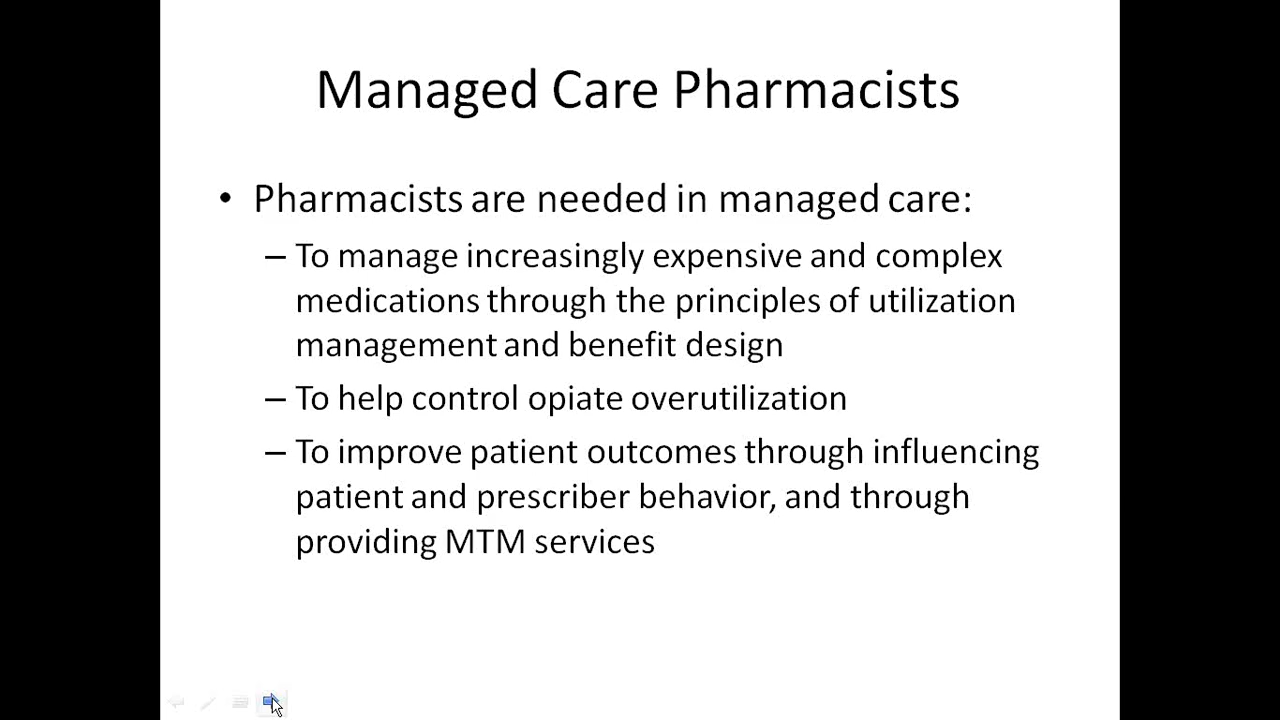 Managed Care Pharmacists
• Pharmacists are needed in managed care:
– To manage increasingly expensive and complex
medications through the principles of utilization
management and benefit design
– To help control opiate overutilization
– To improve patient outcomes through influencing
patient and prescriber behavior, and through
providing MTM services